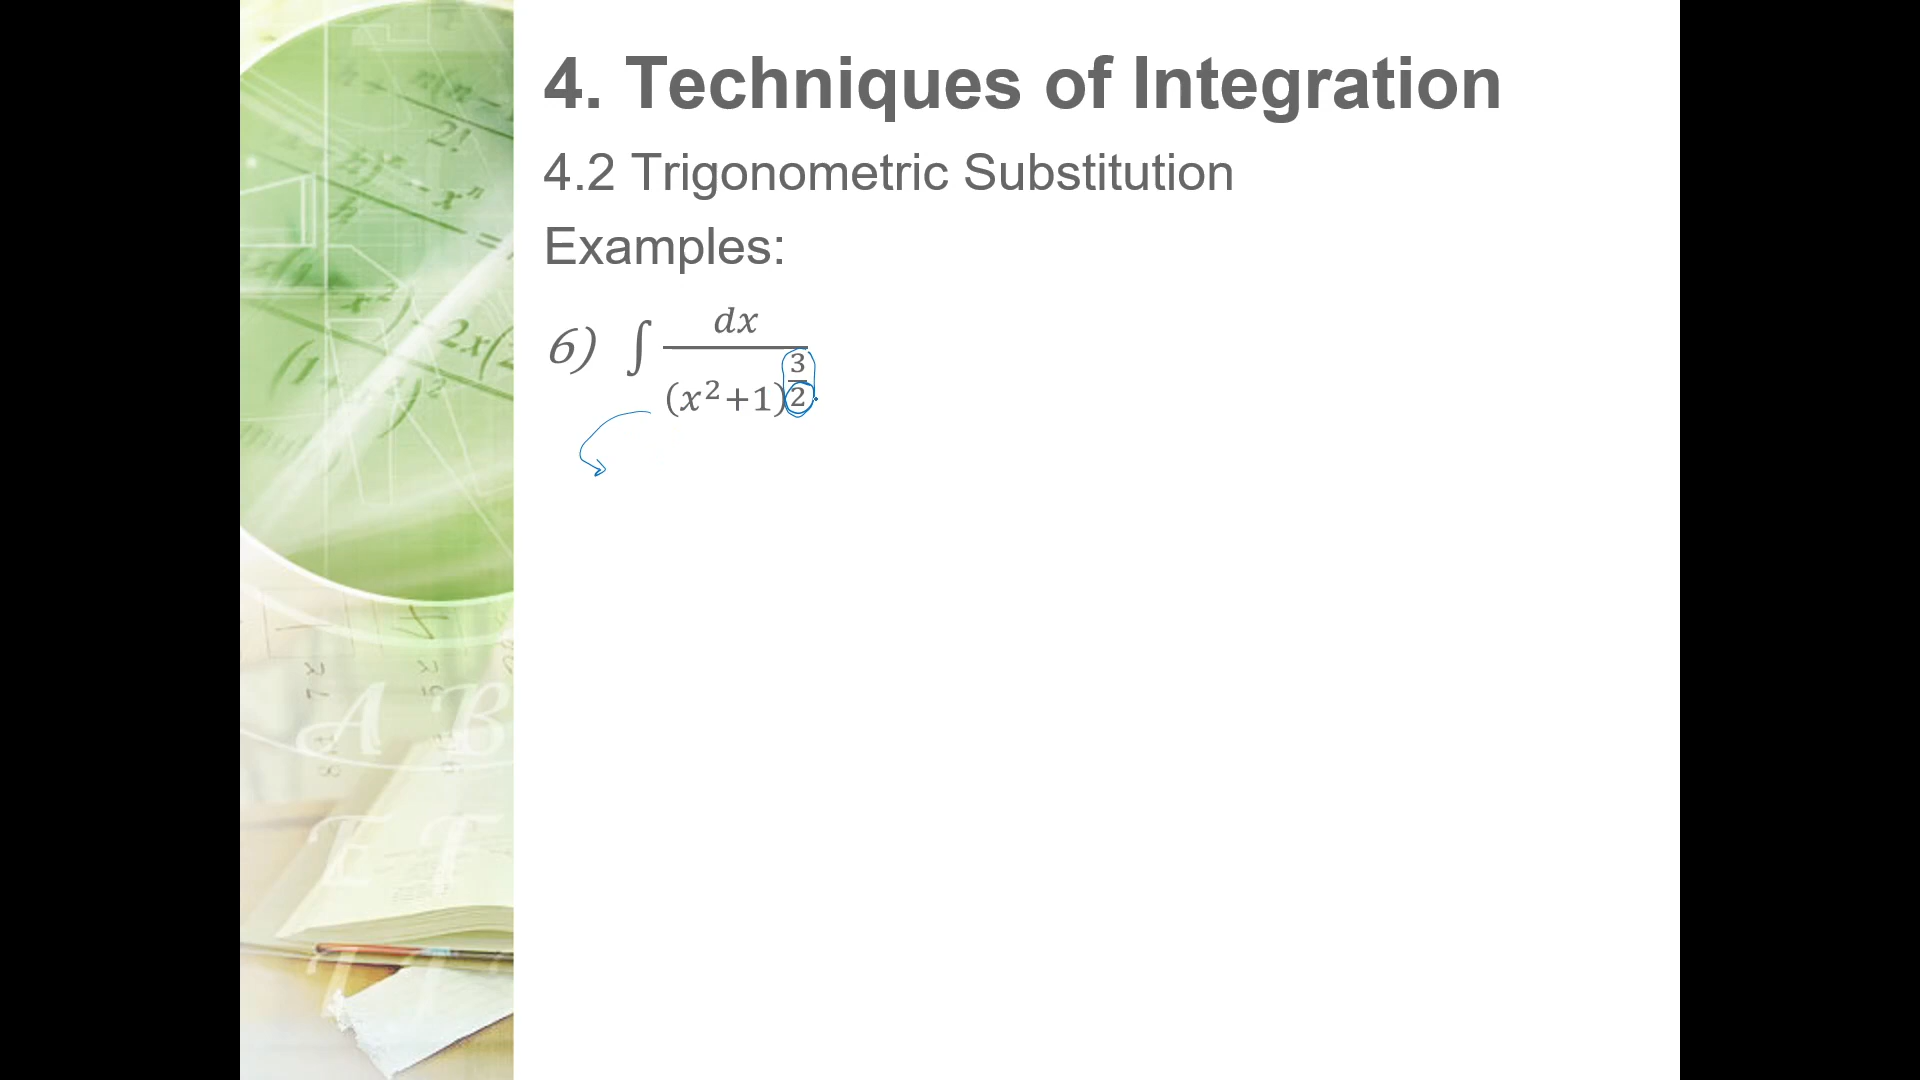 4. Techniques of Integration
4.2 Trigonometric Substitution
Examples:
6) ∫ dx / (x²+1)^(3/2)